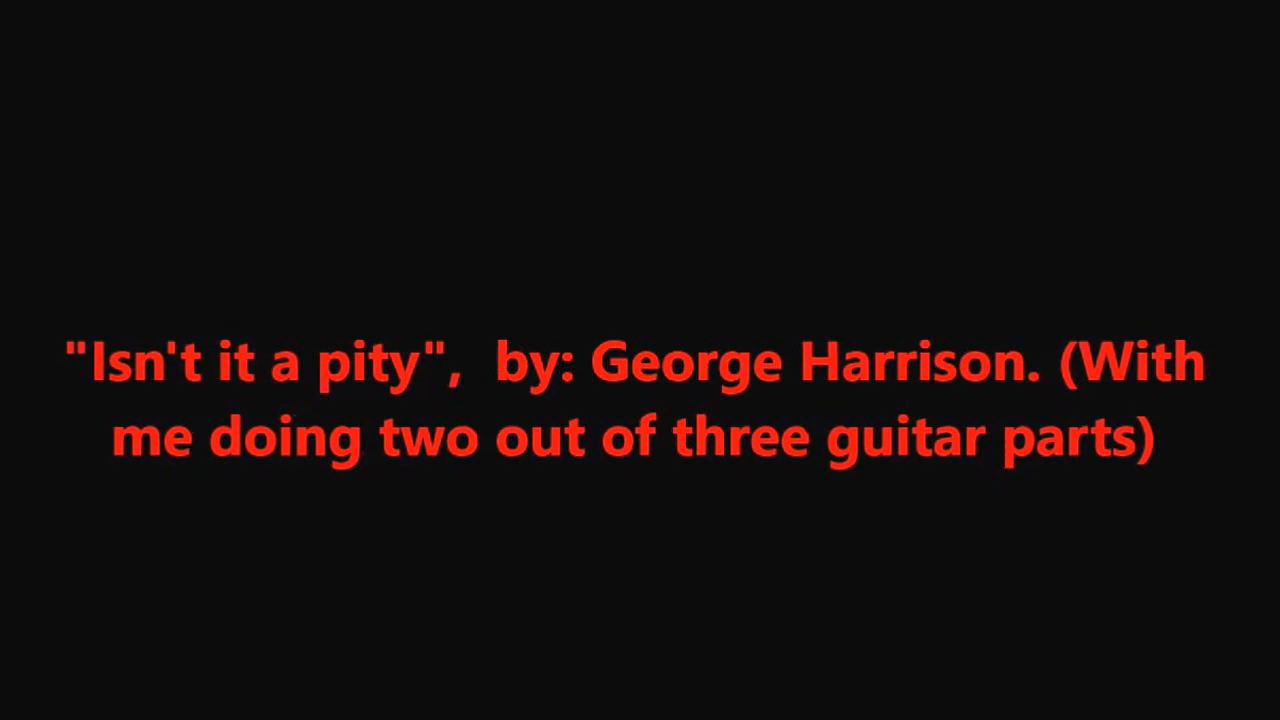 "Isn't it a pity",  by: George Harrison. (With
me doing two out of three guitar parts)